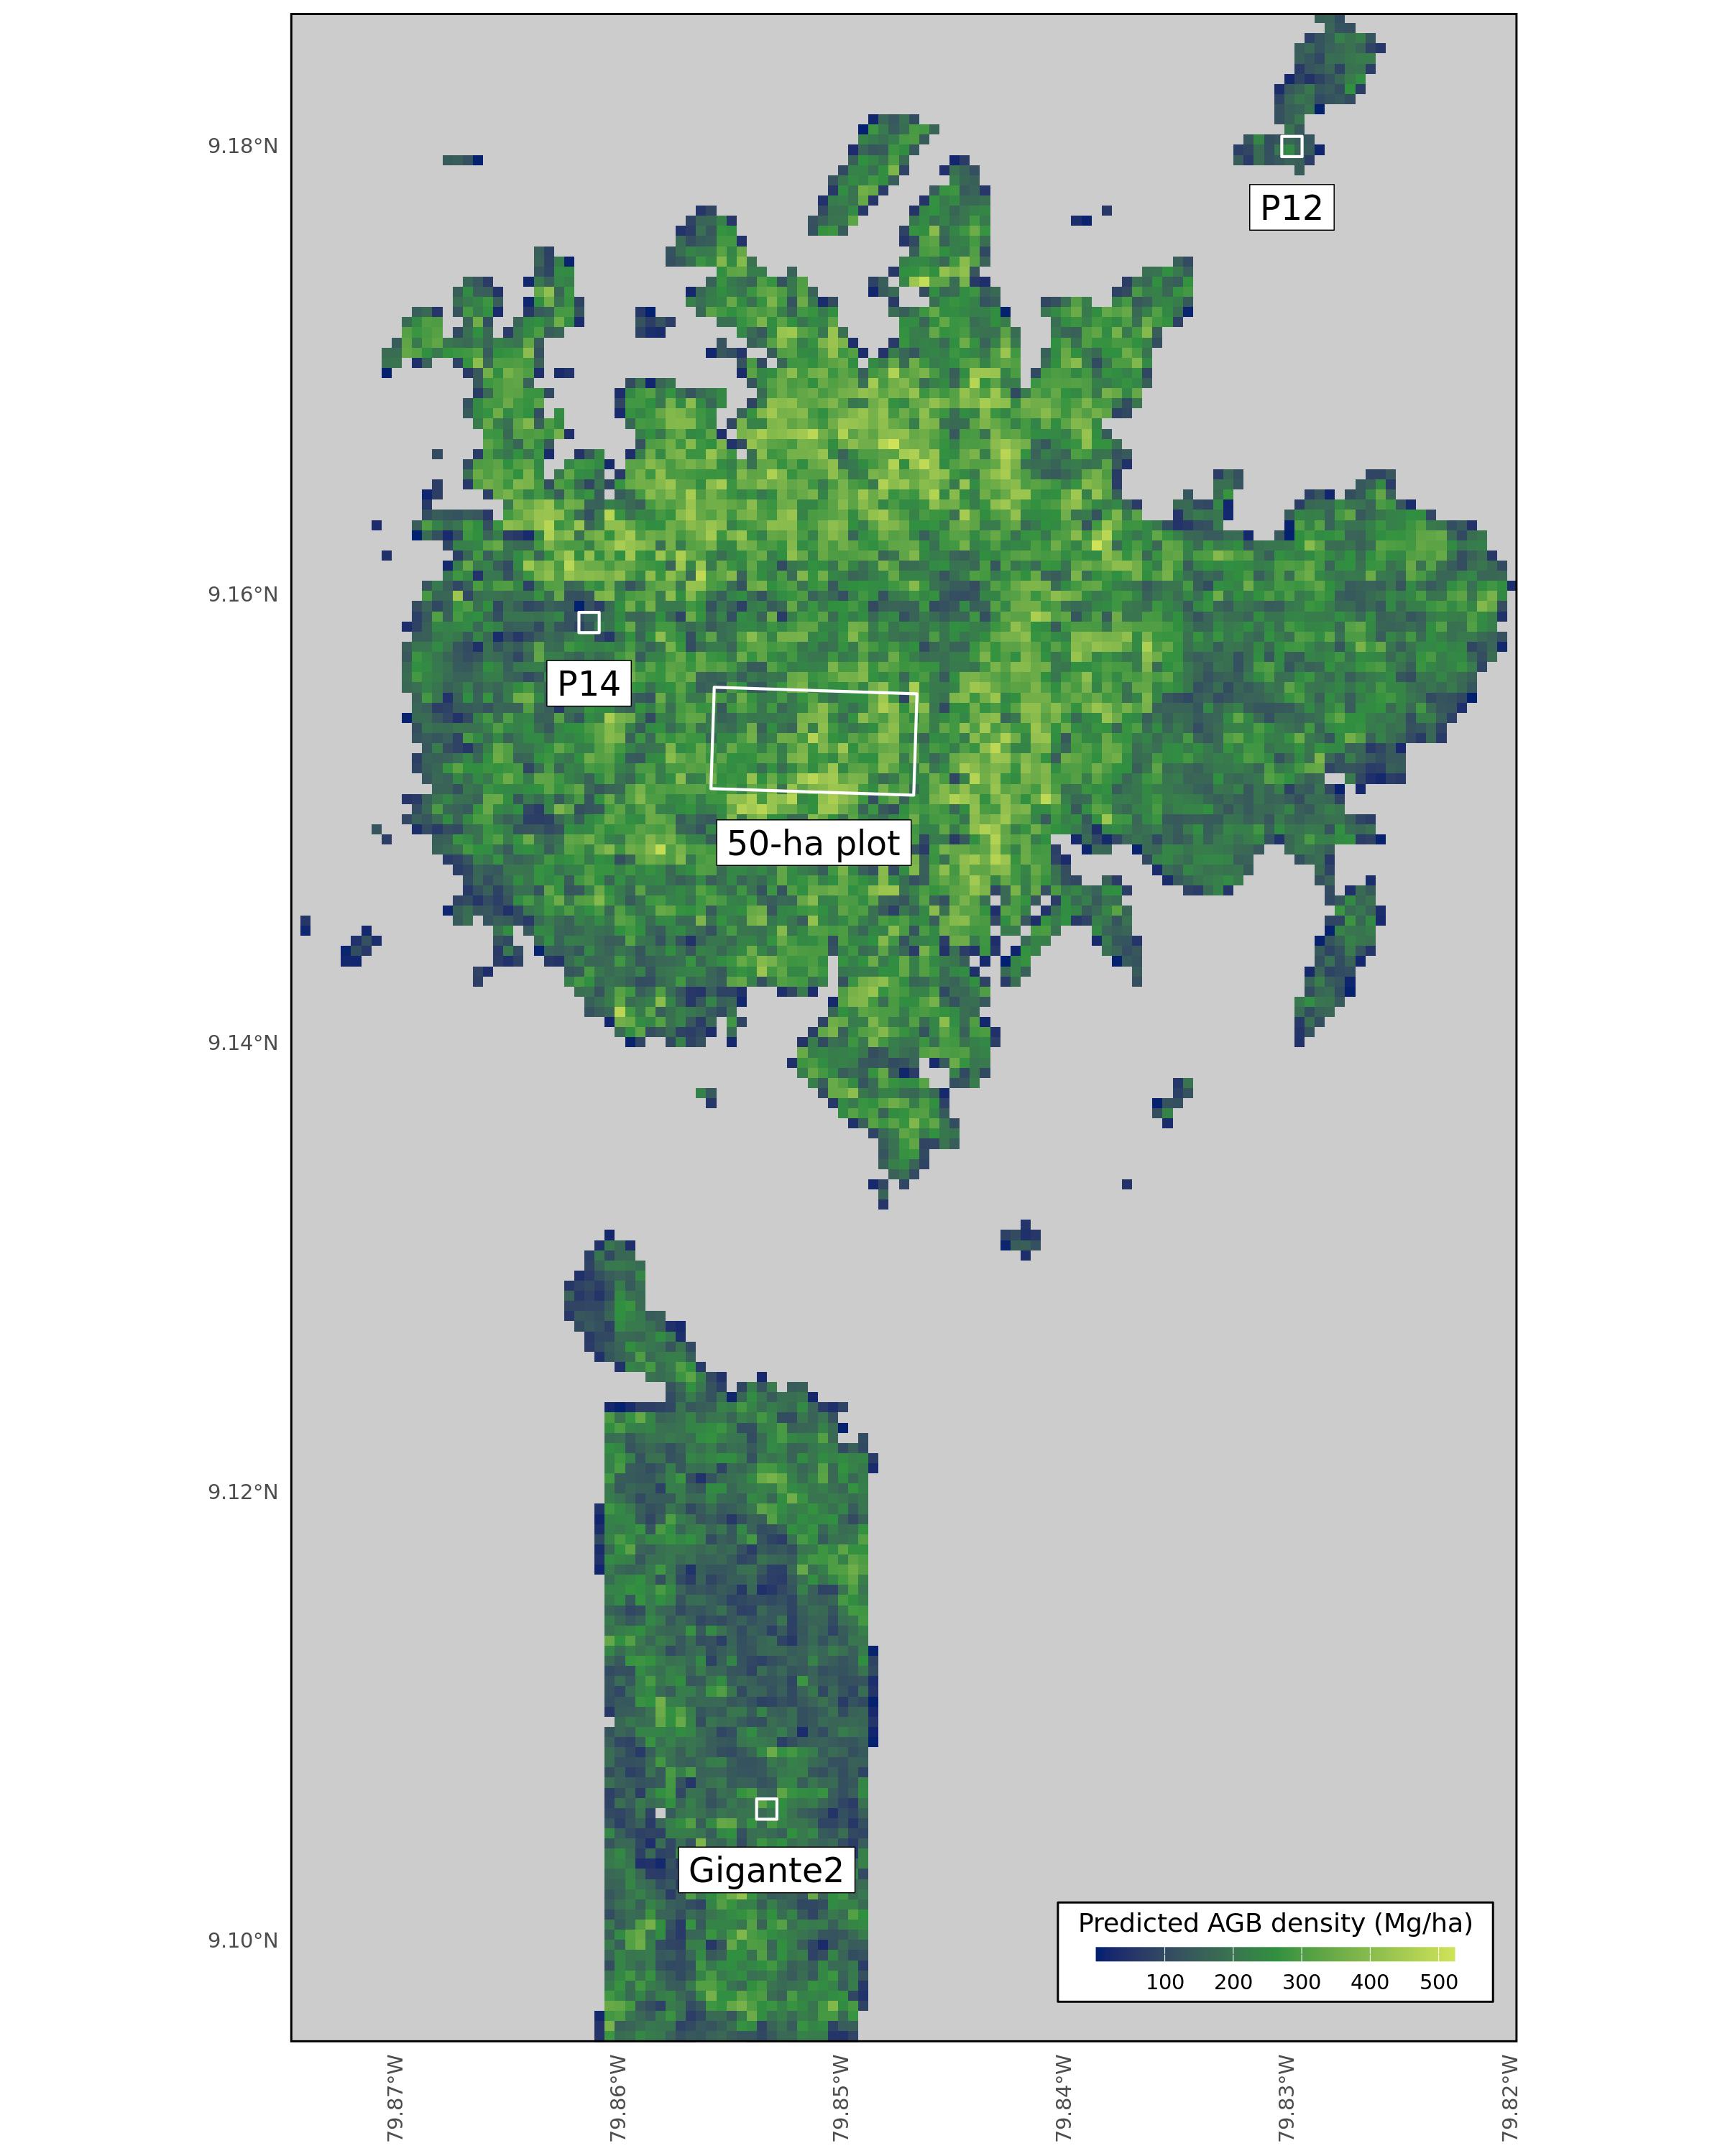 9.18°N
P12
9.16°N
P14
50-ha plot
9.14°N
9.12°N
Gigante2
Predicted AGB density (Mg/ha)
100 200 300 400 500
9.10°N
79.87°W 79.86°W 79.85°W 79.84°W 79.83°W 79.82°W